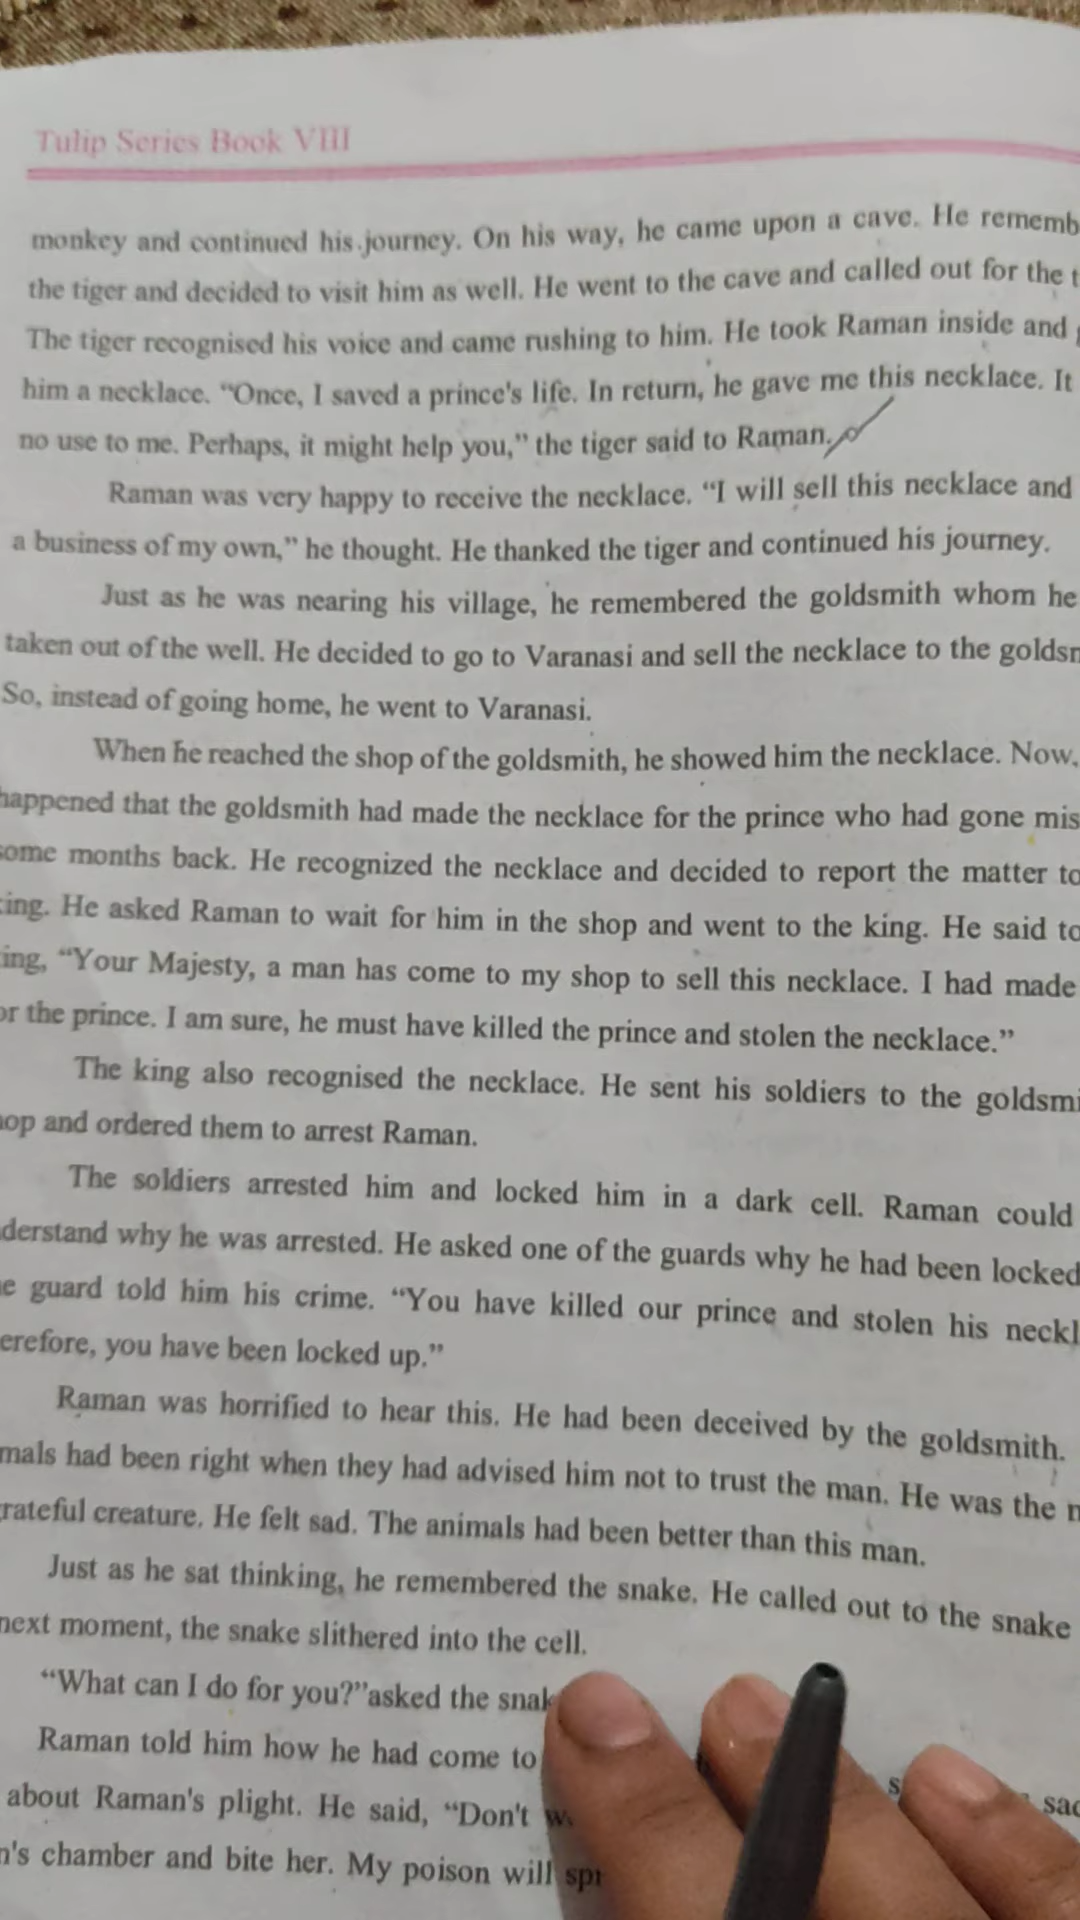 Tulip Series Book VIII
monkey and continued his journey. On his way, he came upon a cave. He rememb
the tiger and decided to visit him as well. He went to the cave and called out for the t
The tiger recognised his voice and came rushing to him. He took Raman inside and
him a necklace. “Once, I saved a prince's life. In return, he gave me this necklace. It
no use to me. Perhaps, it might help you,” the tiger said to Raman.
Raman was very happy to receive the necklace. “I will sell this necklace and
a business of my own,” he thought. He thanked the tiger and continued his journey.
Just as he was nearing his village, he remembered the goldsmith whom he
taken out of the well. He decided to go to Varanasi and sell the necklace to the goldsm
So, instead of going home, he went to Varanasi.
When he reached the shop of the goldsmith, he showed him the necklace. Now,
happened that the goldsmith had made the necklace for the prince who had gone mis
some months back. He recognized the necklace and decided to report the matter to
king. He asked Raman to wait for him in the shop and went to the king. He said to
ing, “Your Majesty, a man has come to my shop to sell this necklace. I had made
or the prince. I am sure, he must have killed the prince and stolen the necklace.”
The king also recognised the necklace. He sent his soldiers to the goldsmi
hop and ordered them to arrest Raman.
The soldiers arrested him and locked him in a dark cell. Raman could
derstand why he was arrested. He asked one of the guards why he had been locked
e guard told him his crime. “You have killed our prince and stolen his neckl
erefore, you have been locked up.”
Raman was horrified to hear this. He had been deceived by the goldsmith.
mals had been right when they had advised him not to trust the man. He was the
rateful creature. He felt sad. The animals had been better than this man.
Just as he sat thinking, he remembered the snake. He called out to the snake
next moment, the snake slithered into the cell.
“What can I do for you?”asked the snak
Raman told him how he had come to
about Raman's plight. He said, “Don't
n's chamber and bite her. My poison will spr